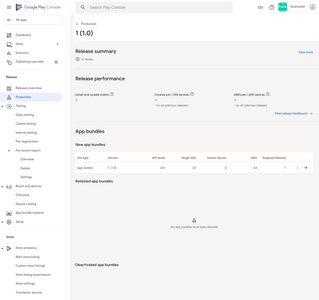 Google Play Console
Search Play Console
All apps
Dashboard
Inbox
Statistics
Publishing overview
Release
Releases overview
Production
Testing
Open testing
Closed testing
Internal testing
Pre-registration
Pre-launch report
Overview
Details
Settings
Reach and devices
Overview
Device catalog
App bundle explorer
Setup
Grow
Store presence
Main store listing
Custom store listings
Store listing experiments
Store settings
Translation service
Production
1 (1.0)
Release summary
View track
In review
Release performance
Install and update events
Crashes per 1,000 devices
ANRs per 1,000 devices
vs. all previous releases
vs. all previous releases
View release dashboard
App bundles
New app bundles
File type
Version
API levels
Target SDK
Screen layouts
ABIs
Required features
App bundle
1 (1.0)
Retained app bundles
No app bundles have been retained
Deactivated app bundles